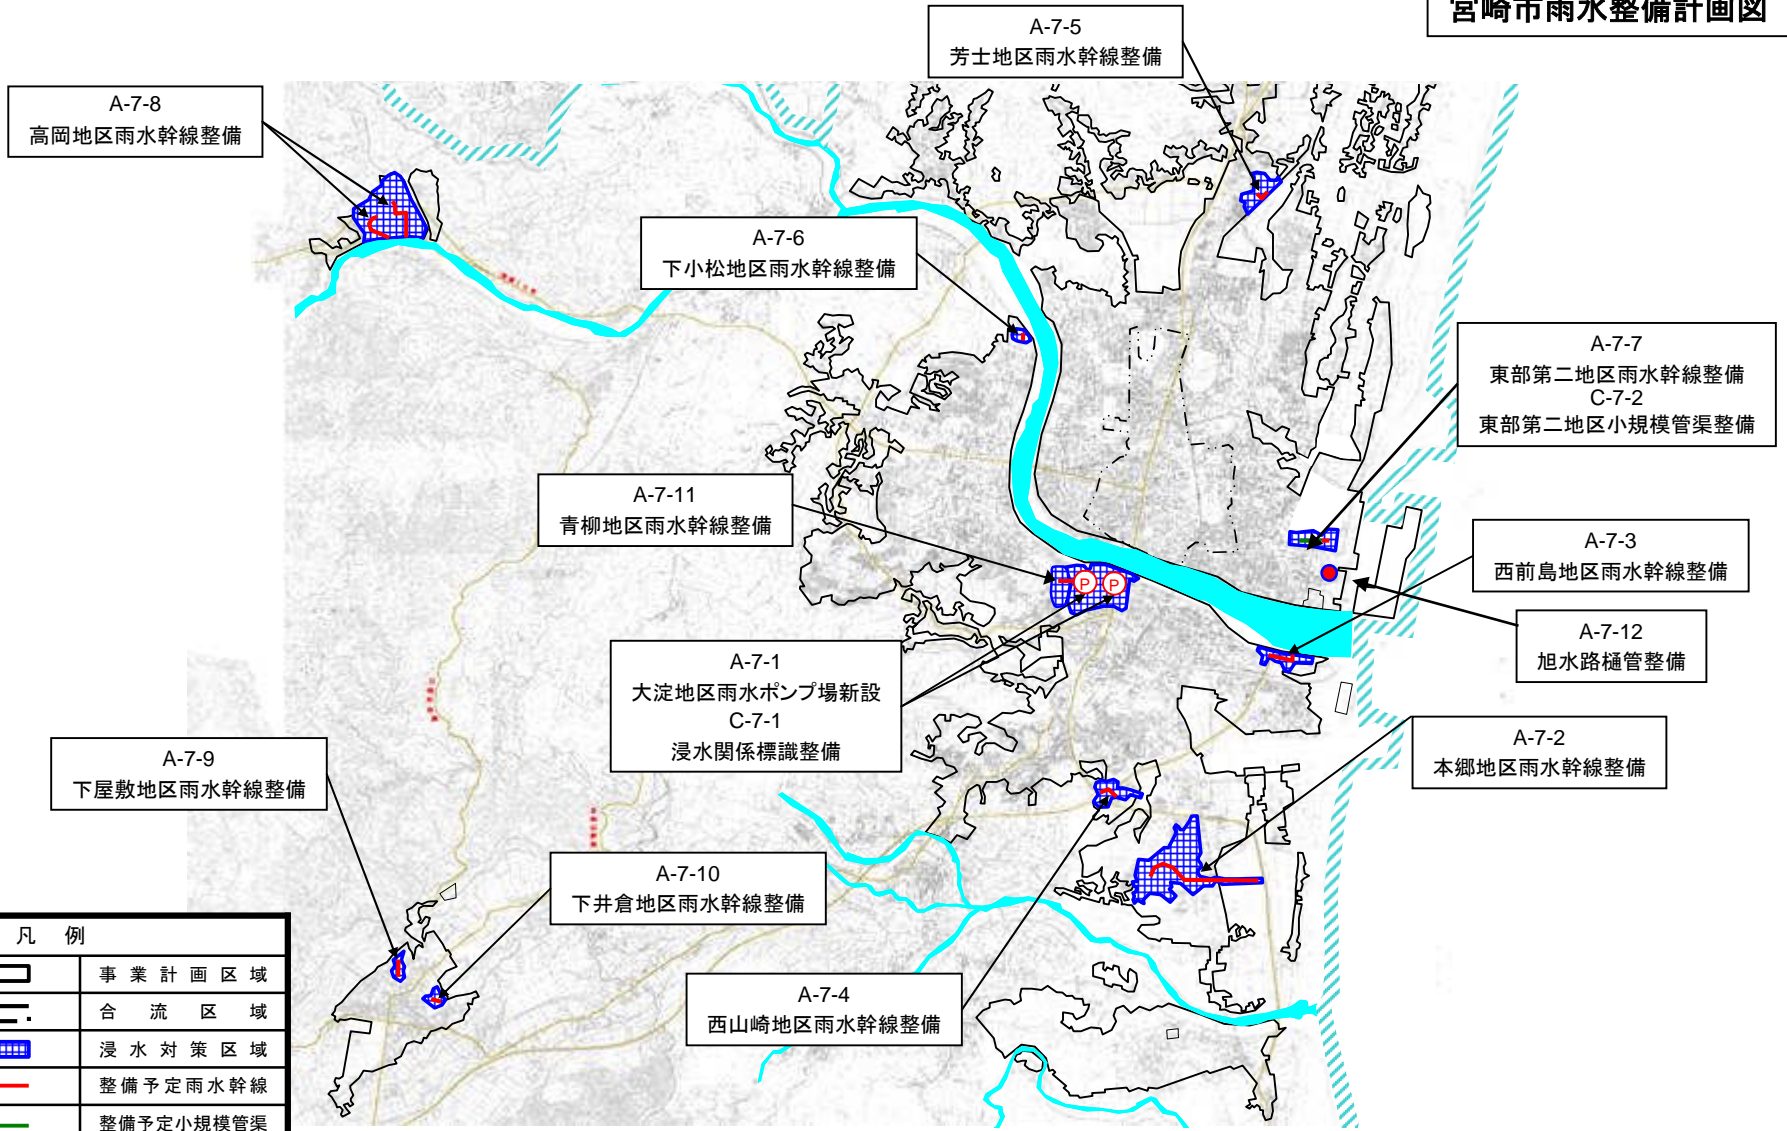 宮崎市雨水整備計画図
A-7-5
芳士地区雨水幹線整備
A-7-8
高岡地区雨水幹線整備
A-7-6
下小松地区雨水幹線整備
A-7-7
東部第二地区雨水幹線整備
C-7-2
東部第二地区小規模管渠整備
A-7-11
青柳地区雨水幹線整備
A-7-3
西前島地区雨水幹線整備
P
P
A-7-12
旭水路樋管整備
A-7-1
大淀地区雨水ポンプ場新設
C-7-1
浸水関係標識整備
A-7-2
本郷地区雨水幹線整備
A-7-9
下屋敷地区雨水幹線整備
A-7-10
下井倉地区雨水幹線整備
A-7-4
西山崎地区雨水幹線整備
凡 例
事業計画区域
合流区域
浸水対策区域
整備予定雨水幹線
整備予定小規模管渠